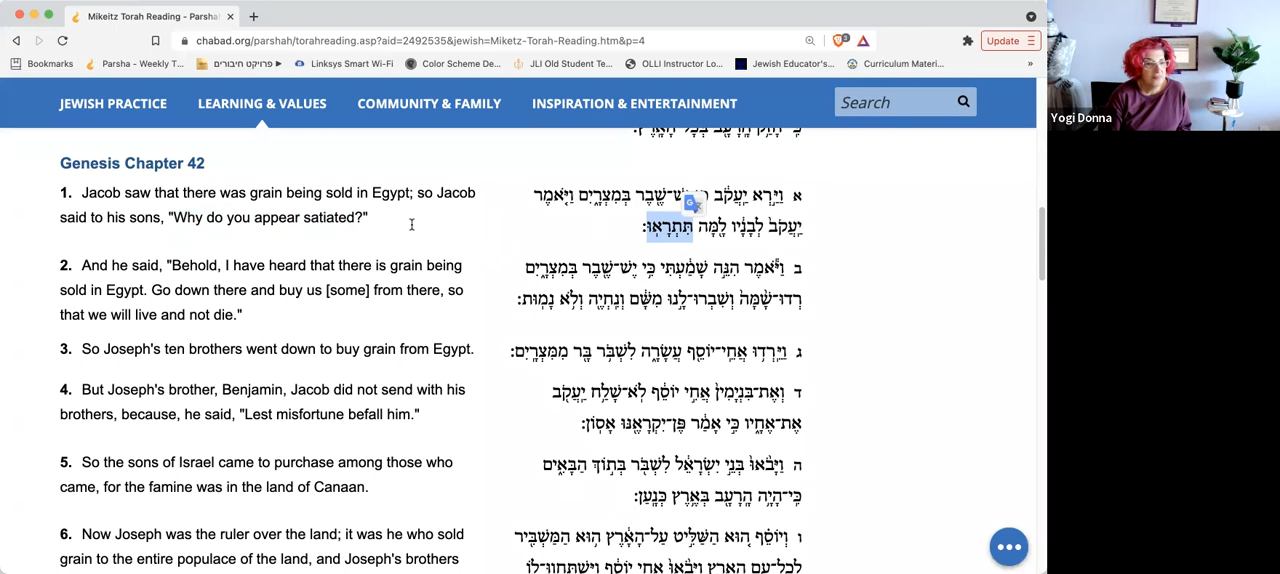 Mikeitz Torah Reading - Parsha
chabad.org/parshah/torahreading.asp?aid=2492535&jewish=Miketz-Torah-Reading.htm&p=4
Update
Bookmarks
Parsha - Weekly T...
פרויקט חיבורים
Linksys Smart Wi-Fi
Color Scheme De...
JLI Old Student Te...
OLLI Instructor Lo...
Jewish Educator's...
Curriculum Materi...
JEWISH PRACTICE
LEARNING & VALUES
COMMUNITY & FAMILY
INSPIRATION & ENTERTAINMENT
Search
Yogi Donna
Genesis Chapter 42
1. Jacob saw that there was grain being sold in Egypt; so Jacob
said to his sons, "Why do you appear satiated?"
א וַיַּ֣רְא יַֽעֲקֹ֔ב יֶשׁ־שֶׁ֖בֶר בְּמִצְרָ֑יִם וַיֹּ֤אמֶר
יַֽעֲקֹב֙ לְבָנָ֔יו לָ֖מָּה תִּתְרָאֽוּ:
2. And he said, "Behold, I have heard that there is grain being
sold in Egypt. Go down there and buy us [some] from there, so
that we will live and not die."
ב וַיֹּ֕אמֶר הִנֵּ֣ה שָׁמַ֔עְתִּי כִּ֥י יֶשׁ־שֶׁ֖בֶר בְּמִצְרָ֑יִם
רְדוּ־שָׁ֨מָּה֙ וְשִׁבְרוּ־לָ֣נוּ מִשָּׁ֔ם וְנִֽחְיֶ֖ה וְלֹ֥א נָמֽוּת:
3. So Joseph's ten brothers went down to buy grain from Egypt.
ג וַיֵּֽרְד֥וּ אֲחֵֽי־יוֹסֵ֖ף עֲשָׂרָ֑ה לִשְׁבֹּ֥ר בָּ֖ר מִמִּצְרָֽיִם:
4. But Joseph's brother, Benjamin, Jacob did not send with his
brothers, because, he said, "Lest misfortune befall him."
ד וְאֶת־בִּנְיָמִין֙ אֲחִ֣י יוֹסֵ֔ף לֹֽא־שָׁלַ֥ח יַֽעֲקֹ֖ב
אֶת־אֶחָ֑יו כִּ֣י אָמַ֔ר פֶּן־יִקְרָאֶ֖נּוּ אָסֽוֹן:
5. So the sons of Israel came to purchase among those who
came, for the famine was in the land of Canaan.
ה וַיָּבֹ֨אוּ֙ בְּנֵ֣י יִשְׂרָאֵ֔ל לִשְׁבֹּ֖ר בְּת֣וֹךְ הַבָּאִ֑ים
כִּֽי־הָיָ֥ה הָֽרָעָ֖ב בְּאֶ֥רֶץ כְּנָֽעַן:
6. Now Joseph was the ruler over the land; it was he who sold
grain to the entire populace of the land, and Joseph's brothers
ו וְיוֹסֵ֗ף ה֚וּא הַשַּׁלִּ֣יט עַל־הָאָ֔רֶץ ה֥וּא הַמַּשְׁבִּ֖יר
לְכָל־עַ֣ם הָאָ֑רֶץ וַיָּבֹ֨אוּ֙ אֲחֵ֣י יוֹסֵ֔ף וַיִּשְׁתַּֽחֲווּ־ל֥וֹ